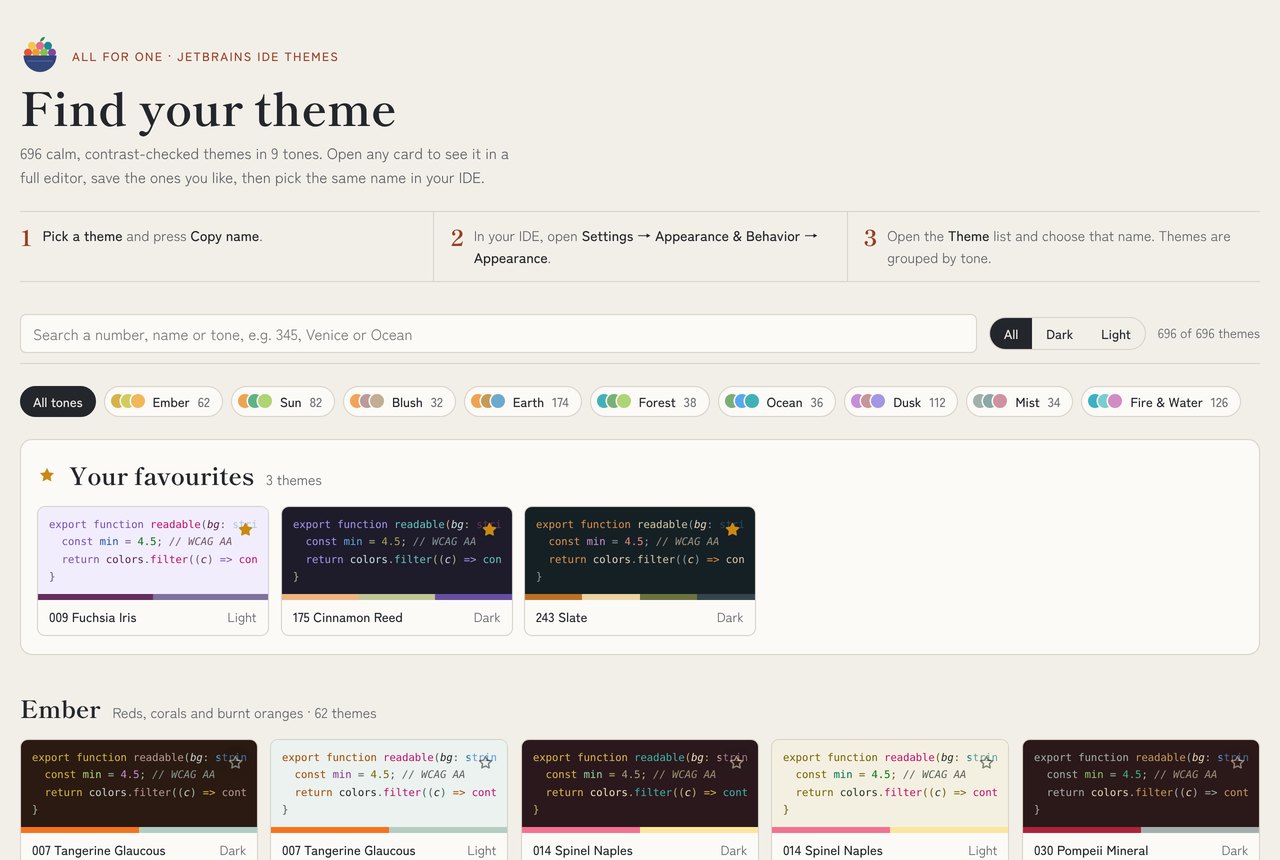 ALL FOR ONE · JETBRAINS IDE THEMES
Find your theme
696 calm, contrast-checked themes in 9 tones. Open any card to see it in a
full editor, save the ones you like, then pick the same name in your IDE.
1 Pick a theme and press Copy name.
2 In your IDE, open Settings → Appearance & Behavior →
Appearance.
3 Open the Theme list and choose that name. Themes are
grouped by tone.
Search a number, name or tone, e.g. 345, Venice or Ocean
All Dark Light 696 of 696 themes
All tones Ember 62 Sun 82 Blush 32 Earth 174 Forest 38 Ocean 36 Dusk 112 Mist 34 Fire & Water 126
Your favourites 3 themes
export function readable(bg: stri
const min = 4.5; // WCAG AA
return colors.filter((c) => con
}
009 Fuchsia Iris Light
export function readable(bg: stri
const min = 4.5; // WCAG AA
return colors.filter((c) => con
}
175 Cinnamon Reed Dark
export function readable(bg: stri
const min = 4.5; // WCAG AA
return colors.filter((c) => con
}
243 Slate Dark
Ember Reds, corals and burnt oranges · 62 themes
export function readable(bg: strin
const min = 4.5; // WCAG AA
return colors.filter((c) => cont
}
007 Tangerine Glaucous Dark
export function readable(bg: strin
const min = 4.5; // WCAG AA
return colors.filter((c) => cont
}
007 Tangerine Glaucous Light
export function readable(bg: strin
const min = 4.5; // WCAG AA
return colors.filter((c) => cont
}
014 Spinel Naples Dark
export function readable(bg: strin
const min = 4.5; // WCAG AA
return colors.filter((c) => cont
}
014 Spinel Naples Light
export function readable(bg: strin
const min = 4.5; // WCAG AA
return colors.filter((c) => cont
}
030 Pompeii Mineral Dark